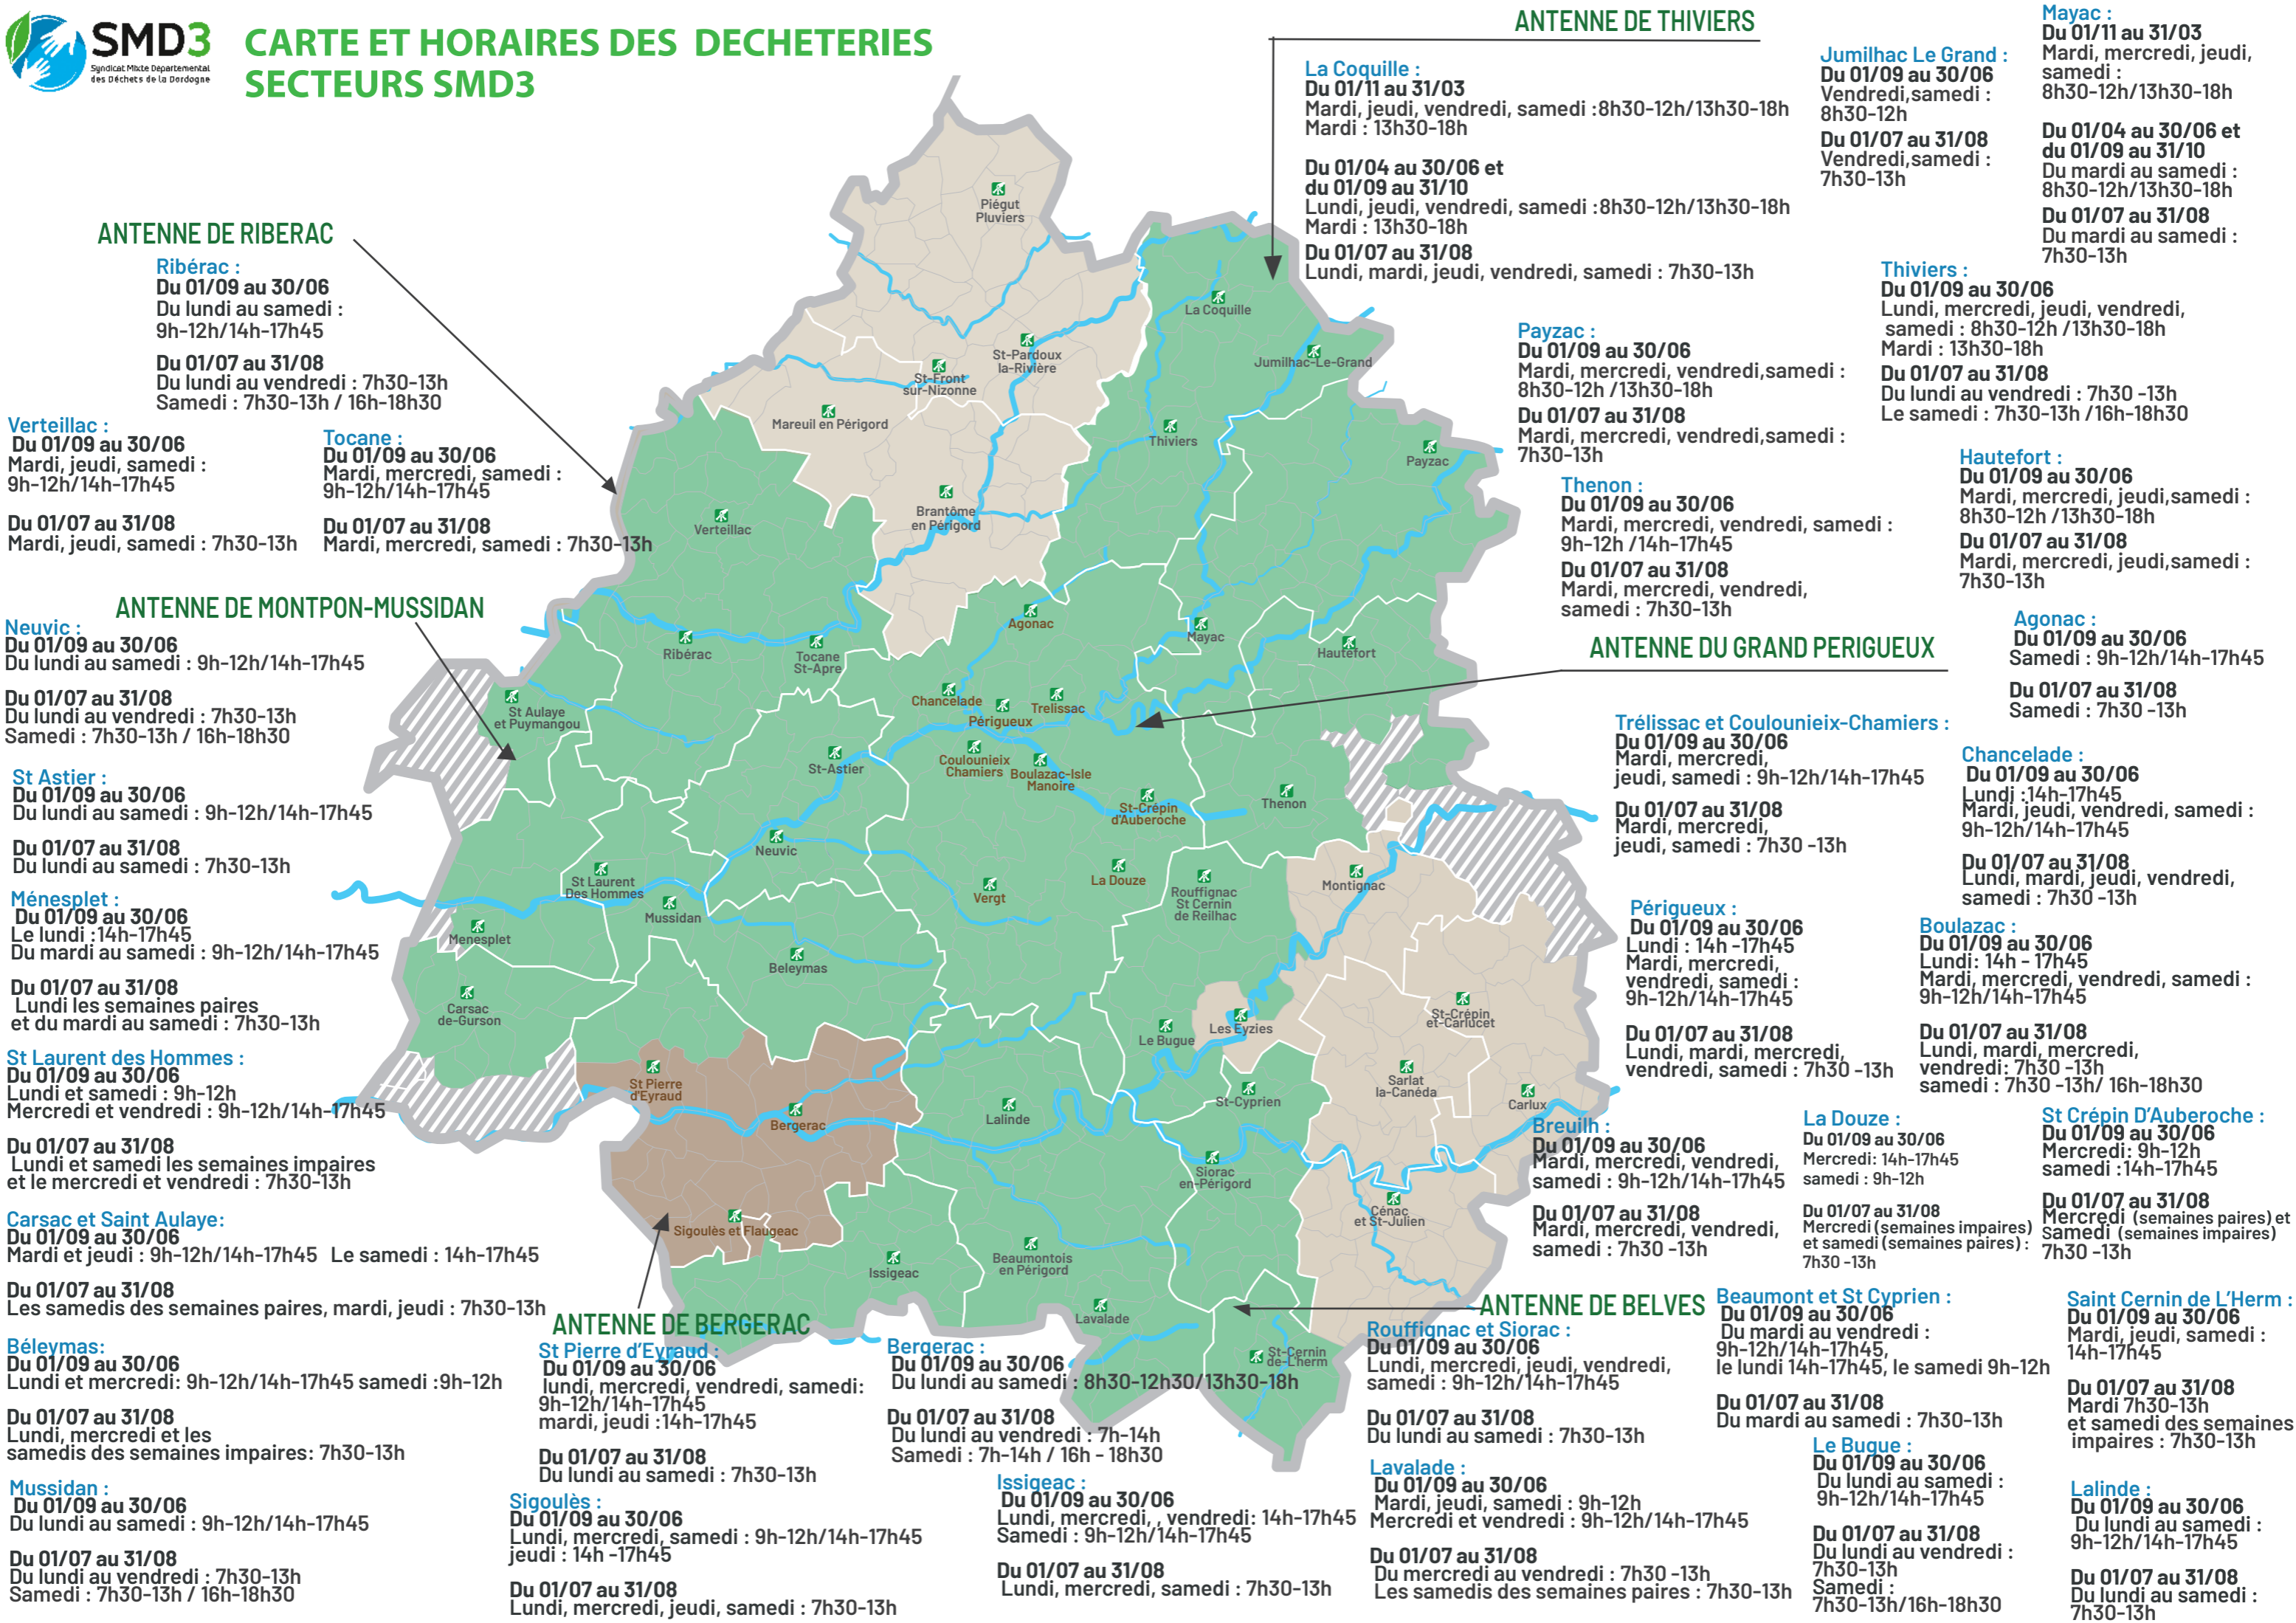 SMD3
Syndicat Mixte Départemental
des Déchets de la Dordogne
CARTE ET HORAIRES DES DECHETERIES
SECTEURS SMD3
ANTENNE DE THIVIERS
La Coquille :
Du 01/11 au 31/03
Mardi, jeudi, vendredi, samedi :8h30-12h/13h30-18h
Mardi : 13h30-18h
Du 01/04 au 30/06 et
du 01/09 au 31/10
Lundi, jeudi, vendredi, samedi :8h30-12h/13h30-18h
Mardi : 13h30-18h
Du 01/07 au 31/08
Lundi, mardi, jeudi, vendredi, samedi : 7h30-13h
Jumilhac Le Grand :
Du 01/09 au 30/06
Vendredi,samedi :
8h30-12h
Du 01/07 au 31/08
Vendredi,samedi :
7h30-13h
Mayac :
Du 01/11 au 31/03
Mardi, mercredi, jeudi,
samedi :
8h30-12h/13h30-18h
Du 01/04 au 30/06 et
du 01/09 au 31/10
Du mardi au samedi :
8h30-12h/13h30-18h
Du 01/07 au 31/08
Du mardi au samedi :
7h30-13h
Thiviers :
Du 01/09 au 30/06
Lundi, mercredi, jeudi, vendredi,
samedi : 8h30-12h /13h30-18h
Mardi : 13h30-18h
Du 01/07 au 31/08
Du lundi au vendredi : 7h30 -13h
Le samedi : 7h30-13h /16h-18h30
Payzac :
Du 01/09 au 30/06
Mardi, mercredi, vendredi,samedi :
8h30-12h /13h30-18h
Du 01/07 au 31/08
Mardi, mercredi, vendredi,samedi :
7h30-13h
Hautefort :
Du 01/09 au 30/06
Mardi, mercredi, jeudi,samedi :
8h30-12h /13h30-18h
Du 01/07 au 31/08
Mardi, mercredi, jeudi,samedi :
7h30-13h
Thenon :
Du 01/09 au 30/06
Mardi, mercredi, vendredi, samedi :
9h-12h /14h-17h45
Du 01/07 au 31/08
Mardi, mercredi, vendredi,
samedi : 7h30-13h
ANTENNE DE RIBERAC
Ribérac :
Du 01/09 au 30/06
Du lundi au samedi :
9h-12h/14h-17h45
Du 01/07 au 31/08
Du lundi au vendredi : 7h30-13h
Samedi : 7h30-13h / 16h-18h30
Verteillac :
Du 01/09 au 30/06
Mardi, jeudi, samedi :
9h-12h/14h-17h45
Du 01/07 au 31/08
Mardi, jeudi, samedi : 7h30-13h
Tocane :
Du 01/09 au 30/06
Mardi, mercredi, samedi :
9h-12h/14h-17h45
Du 01/07 au 31/08
Mardi, mercredi, samedi : 7h30-13h
ANTENNE DE MONTPON-MUSSIDAN
Neuvic :
Du 01/09 au 30/06
Du lundi au samedi : 9h-12h/14h-17h45
Du 01/07 au 31/08
Du lundi au vendredi : 7h30-13h
Samedi : 7h30-13h / 16h-18h30
St Astier :
Du 01/09 au 30/06
Du lundi au samedi : 9h-12h/14h-17h45
Du 01/07 au 31/08
Du lundi au samedi : 7h30-13h
Ménesplet :
Du 01/09 au 30/06
Le lundi :14h-17h45
Du mardi au samedi : 9h-12h/14h-17h45
Du 01/07 au 31/08
Lundi les semaines paires
et du mardi au samedi : 7h30-13h
St Laurent des Hommes :
Du 01/09 au 30/06
Lundi et samedi : 9h-12h
Mercredi et vendredi : 9h-12h/14h-17h45
Du 01/07 au 31/08
Lundi et samedi les semaines impaires
et le mercredi et vendredi : 7h30-13h
Carsac et Saint Aulaye:
Du 01/09 au 30/06
Mardi et jeudi : 9h-12h/14h-17h45 Le samedi : 14h-17h45
Du 01/07 au 31/08
Les samedis des semaines paires, mardi, jeudi : 7h30-13h
Béleymas:
Du 01/09 au 30/06
Lundi et mercredi: 9h-12h/14h-17h45 samedi :9h-12h
Du 01/07 au 31/08
Lundi, mercredi et les
samedis des semaines impaires: 7h30-13h
Mussidan :
Du 01/09 au 30/06
Du lundi au samedi : 9h-12h/14h-17h45
Du 01/07 au 31/08
Du lundi au vendredi : 7h30-13h
Samedi : 7h30-13h / 16h-18h30
Piégut
Pluviers
St-Pardoux
la-Rivière
St-Front
sur-Nizonne
Mareuil en Périgord
Brantôme
en Périgord
La Coquille
Jumilhac-Le-Grand
Thiviers
Payzac
Verteillac
Ribérac
Tocane
St-Apre
Agonac
Mayac
Hautefort
St Aulaye
et Puymangou
Chancelade
Périgueux
Trelissac
St-Astier
Coulounieix
Chamiers
Boulazac-Isle
Manoire
St-Crépin
d'Auberoche
Thenon
Neuvic
St Laurent
Des Hommes
Mussidan
Vergt
La Douze
Rouffignac
St Cernin
de Reilhac
Montignac
Menesplet
Beleymas
Carsac
de-Gurson
Le Bugue
Les Eyzies
St-Crépin
et-Carlucet
Sarlat
la-Canéda
Carlux
St Pierre
d'Eyraud
Bergerac
Lalinde
St-Cyprien
Siorac
en-Périgord
Cénac
et St-Julien
Sigoulès et Flaugeac
Issigeac
Beaumontois
en Périgord
Lavalade
St-Cernin
de-L'herm
ANTENNE DU GRAND PERIGUEUX
Agonac :
Du 01/09 au 30/06
Samedi : 9h-12h/14h-17h45
Du 01/07 au 31/08
Samedi : 7h30 -13h
Trélissac et Coulounieix-Chamiers :
Du 01/09 au 30/06
Mardi, mercredi,
jeudi, samedi : 9h-12h/14h-17h45
Du 01/07 au 31/08
Mardi, mercredi,
jeudi, samedi : 7h30 -13h
Chancelade :
Du 01/09 au 30/06
Lundi :14h-17h45
Mardi, jeudi, vendredi, samedi :
9h-12h/14h-17h45
Du 01/07 au 31/08
Lundi, mardi, jeudi, vendredi,
samedi : 7h30 -13h
Périgueux :
Du 01/09 au 30/06
Lundi : 14h -17h45
Mardi, mercredi,
vendredi, samedi :
9h-12h/14h-17h45
Du 01/07 au 31/08
Lundi, mardi, mercredi,
vendredi, samedi : 7h30 -13h
Boulazac :
Du 01/09 au 30/06
Lundi: 14h - 17h45
Mardi, mercredi, vendredi, samedi :
9h-12h/14h-17h45
Du 01/07 au 31/08
Lundi, mardi, mercredi,
vendredi: 7h30 -13h
samedi : 7h30 -13h/ 16h-18h30
Breuilh :
Du 01/09 au 30/06
Mardi, mercredi, vendredi,
samedi : 9h-12h/14h-17h45
Du 01/07 au 31/08
Mardi, mercredi, vendredi,
samedi : 7h30 -13h
La Douze :
Du 01/09 au 30/06
Mercredi: 14h-17h45
samedi : 9h-12h
Du 01/07 au 31/08
Mercredi (semaines impaires)
et samedi (semaines paires) :
7h30 -13h
St Crépin D'Auberoche :
Du 01/09 au 30/06
Mercredi: 9h-12h
samedi :14h-17h45
Du 01/07 au 31/08
Mercredi (semaines paires) et
Samedi (semaines impaires)
7h30 -13h
ANTENNE DE BERGERAC
St Pierre d'Eyraud :
Du 01/09 au 30/06
lundi, mercredi, vendredi, samedi:
9h-12h/14h-17h45
mardi, jeudi :14h-17h45
Du 01/07 au 31/08
Du lundi au samedi : 7h30-13h
Sigoulès :
Du 01/09 au 30/06
Lundi, mercredi, samedi : 9h-12h/14h-17h45
jeudi : 14h -17h45
Du 01/07 au 31/08
Lundi, mercredi, jeudi, samedi : 7h30-13h
Bergerac :
Du 01/09 au 30/06
Du lundi au samedi : 8h30-12h30/13h30-18h
Du 01/07 au 31/08
Du lundi au vendredi : 7h-14h
Samedi : 7h-14h / 16h - 18h30
Issigeac :
Du 01/09 au 30/06
Lundi, mercredi, , vendredi: 14h-17h45
Samedi : 9h-12h/14h-17h45
Du 01/07 au 31/08
Lundi, mercredi, samedi : 7h30-13h
ANTENNE DE BELVES
Rouffignac et Siorac :
Du 01/09 au 30/06
Lundi, mercredi, jeudi, vendredi,
samedi : 9h-12h/14h-17h45
Du 01/07 au 31/08
Du lundi au samedi : 7h30-13h
Lavalade :
Du 01/09 au 30/06
Mardi, jeudi, samedi : 9h-12h
Mercredi et vendredi : 9h-12h/14h-17h45
Du 01/07 au 31/08
Du mercredi au vendredi : 7h30 -13h
Les samedis des semaines paires : 7h30-13h
Beaumont et St Cyprien :
Du 01/09 au 30/06
Du mardi au vendredi :
9h-12h/14h-17h45,
le lundi 14h-17h45, le samedi 9h-12h
Du 01/07 au 31/08
Du mardi au samedi : 7h30-13h
Le Bugue :
Du 01/09 au 30/06
Du lundi au samedi :
9h-12h/14h-17h45
Du 01/07 au 31/08
Du lundi au vendredi :
7h30-13h
Samedi :
7h30-13h/16h-18h30
Saint Cernin de L'Herm :
Du 01/09 au 30/06
Mardi, jeudi, samedi :
14h-17h45
Du 01/07 au 31/08
Mardi 7h30-13h
et samedi des semaines
impaires : 7h30-13h
Lalinde :
Du 01/09 au 30/06
Du lundi au samedi :
9h-12h/14h-17h45
Du 01/07 au 31/08
Du lundi au samedi :
7h30-13h